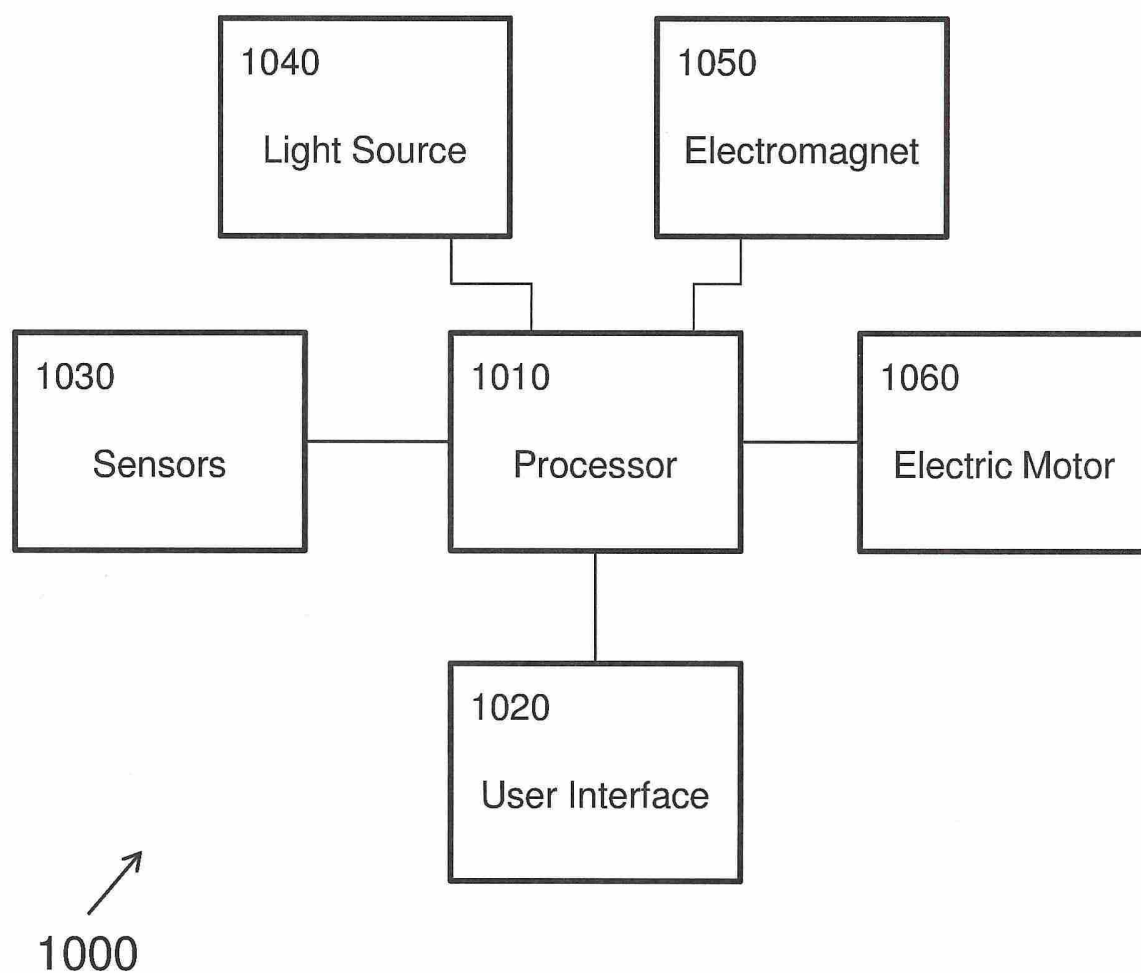 1040
Light Source
1050
Electromagnet
1030
Sensors
1010
Processor
1060
Electric Motor
1020
User Interface
1000